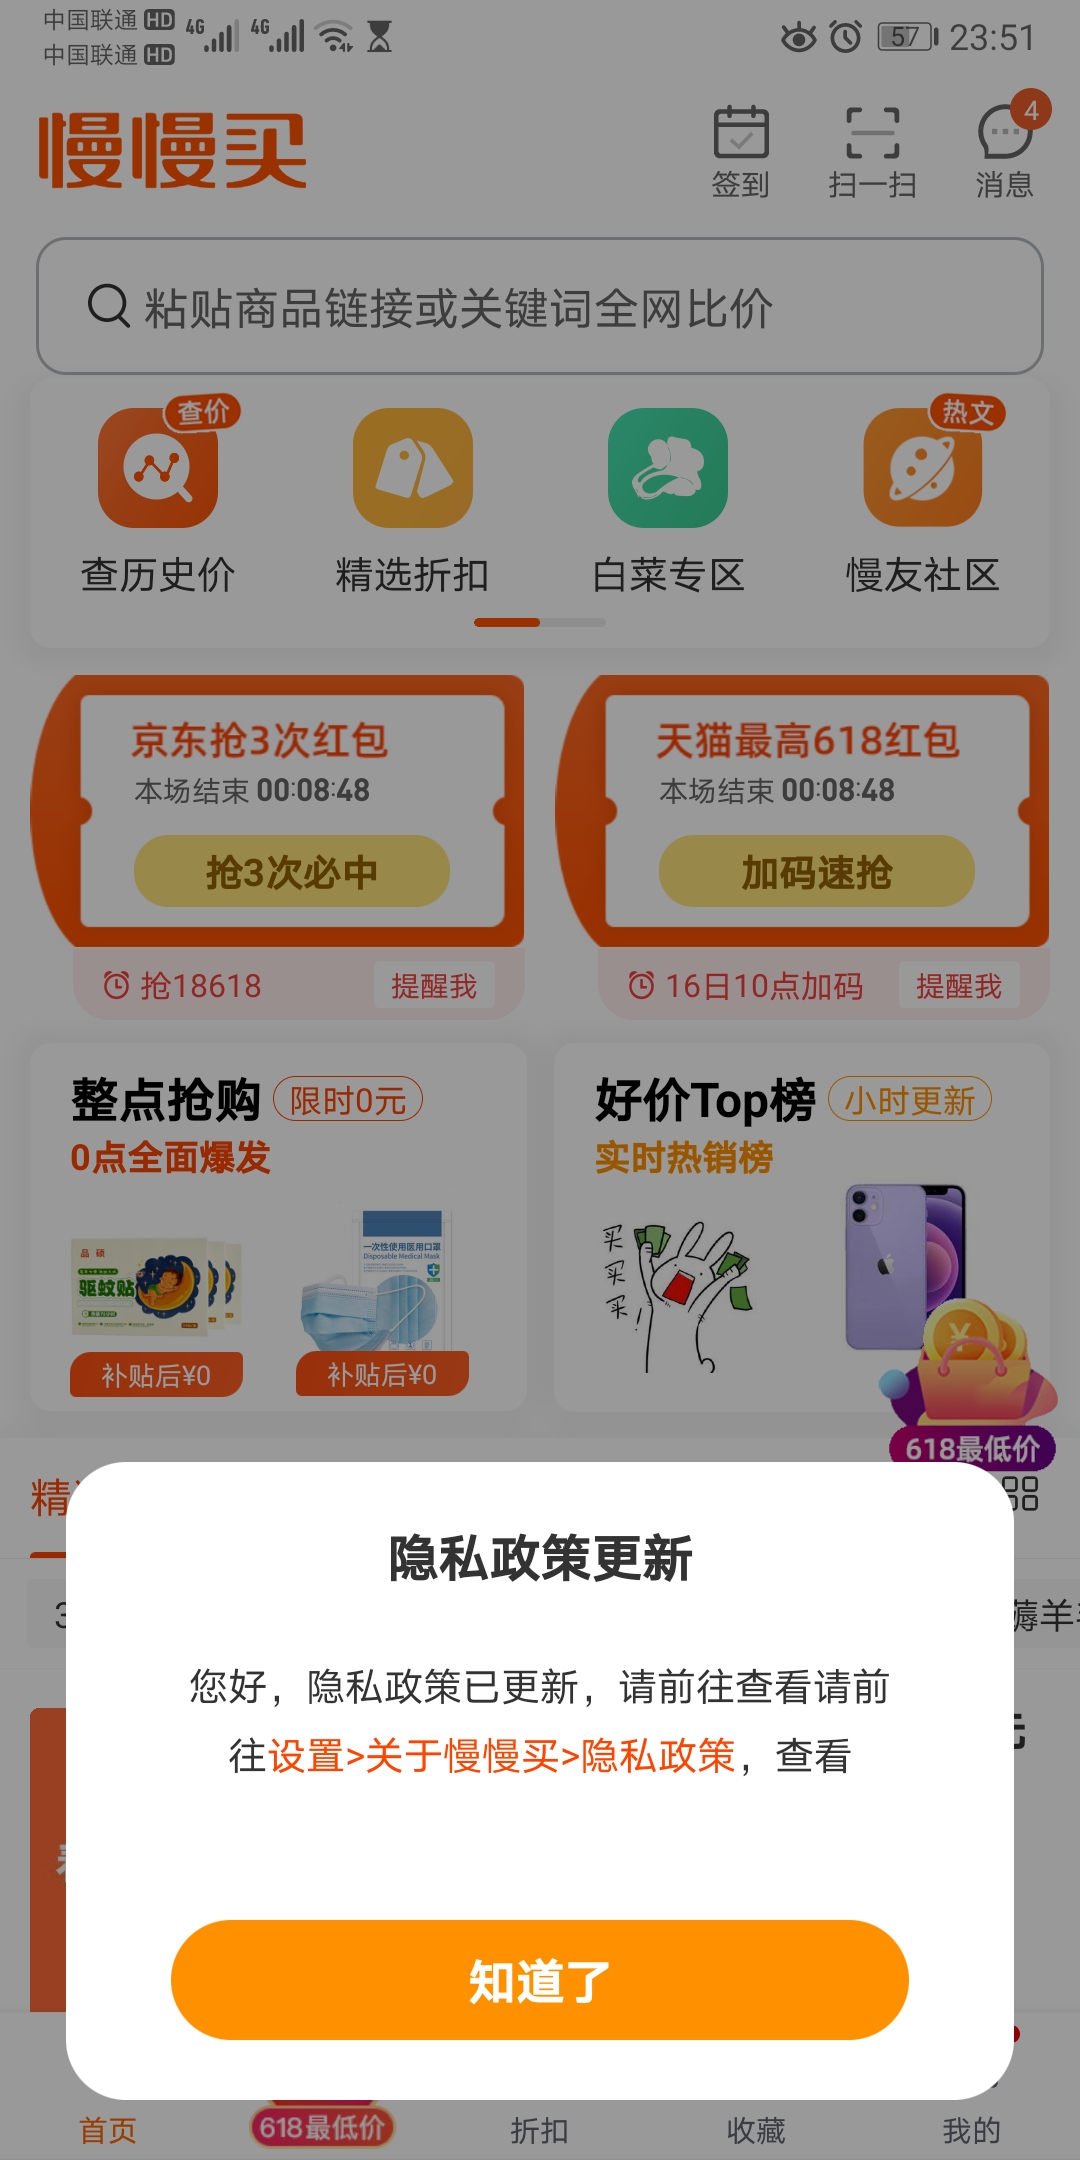 中国联通 HD 4G 4G 57 23:51
中国联通 HD
慢慢买
4
签到 扫一扫 消息
粘贴商品链接或关键词全网比价
查价 热文
查历史价 精选折扣 白菜专区 慢友社区
京东抢3次红包 天猫最高618红包
本场结束 00:08:48 本场结束 00:08:48
抢3次必中 加码速抢
抢18618 提醒我 16日10点加码 提醒我
整点抢购 限时0元 好价Top榜 小时更新
0点全面爆发 实时热销榜
买
买
买!
品硕
驱蚊贴
一次性使用医用口罩
Disposable Medical Mask
补贴后¥0 补贴后¥0
618最低价
精
薅羊
隐私政策更新
您好，隐私政策已更新，请前往查看请前
往设置>关于慢慢买>隐私政策，查看
知道了
首页 618最低价 折扣 收藏 我的